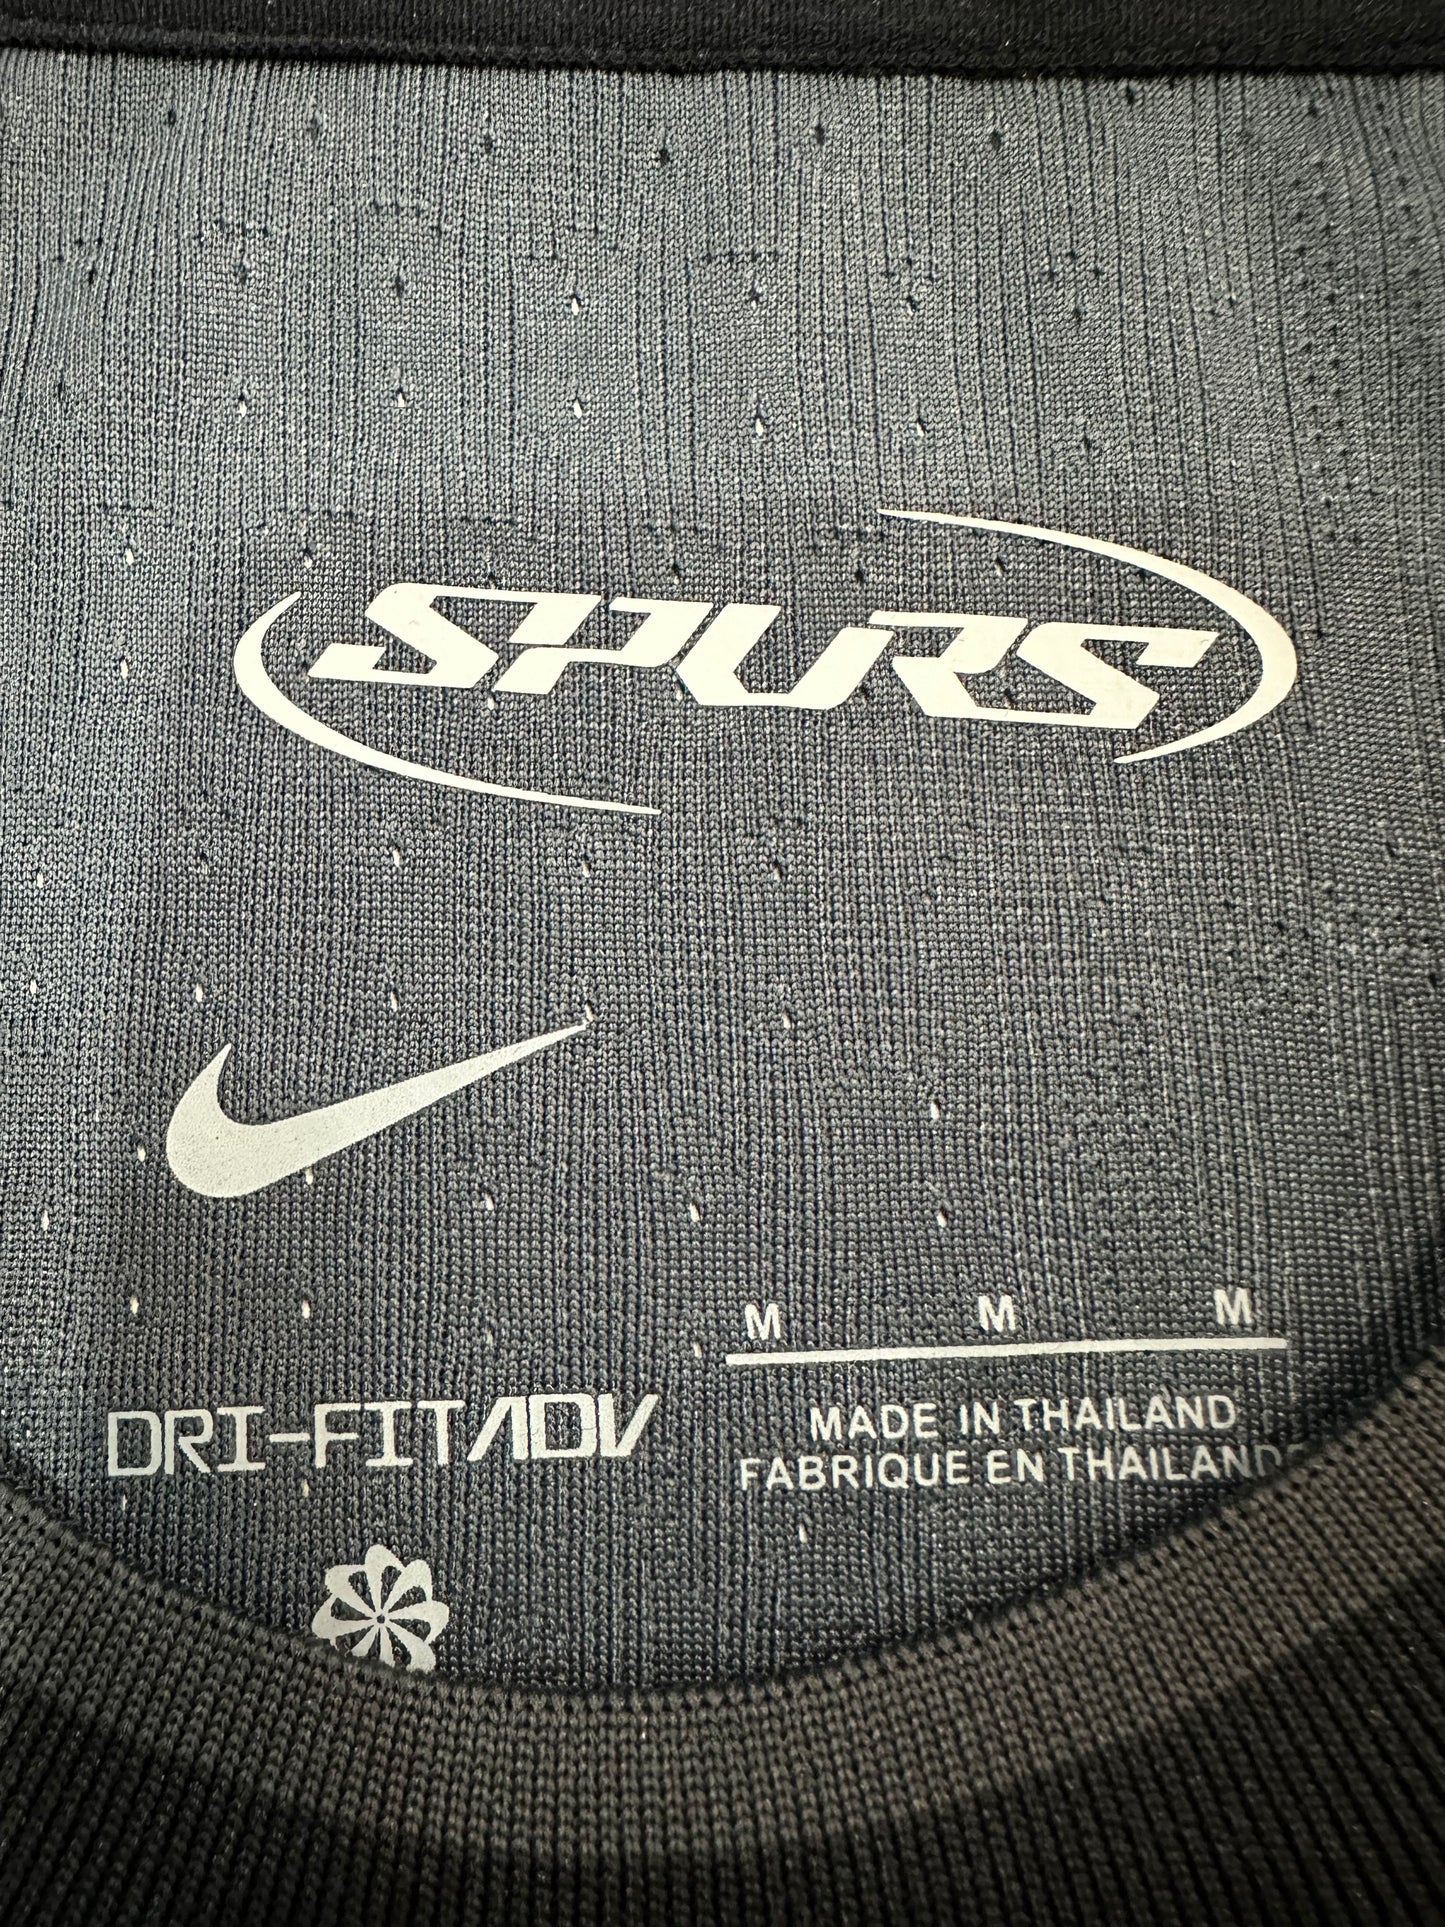 SPURS
M M M
DRI-FIT ADV
MADE IN THAILAND
FABRIQUE EN THAILANDE